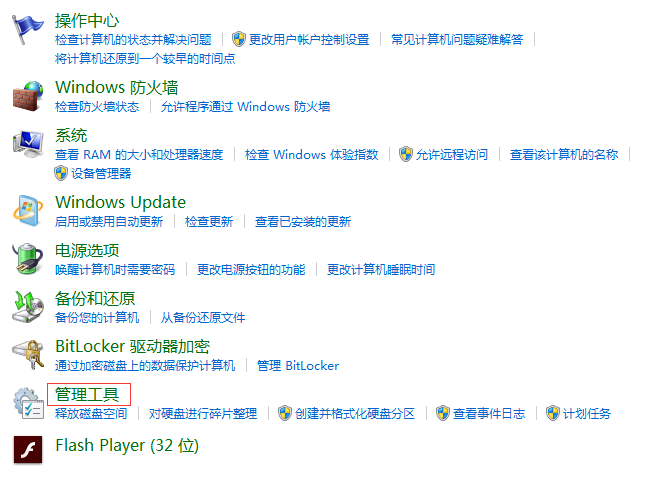 操作中心
检查计算机的状态并解决问题 更改用户帐户控制设置 常见计算机问题疑难解答
将计算机还原到一个较早的时间点
Windows 防火墙
检查防火墙状态 允许程序通过 Windows 防火墙
系统
查看 RAM 的大小和处理器速度 检查 Windows 体验指数 允许远程访问 查看该计算机的名称
设备管理器
Windows Update
启用或禁用自动更新 检查更新 查看已安装的更新
电源选项
唤醒计算机时需要密码 更改电源按钮的功能 更改计算机睡眠时间
备份和还原
备份您的计算机 从备份还原文件
BitLocker 驱动器加密
通过加密磁盘上的数据保护计算机 管理 BitLocker
管理工具
释放磁盘空间 对硬盘进行碎片整理 创建并格式化硬盘分区 查看事件日志 计划任务
Flash Player (32 位)